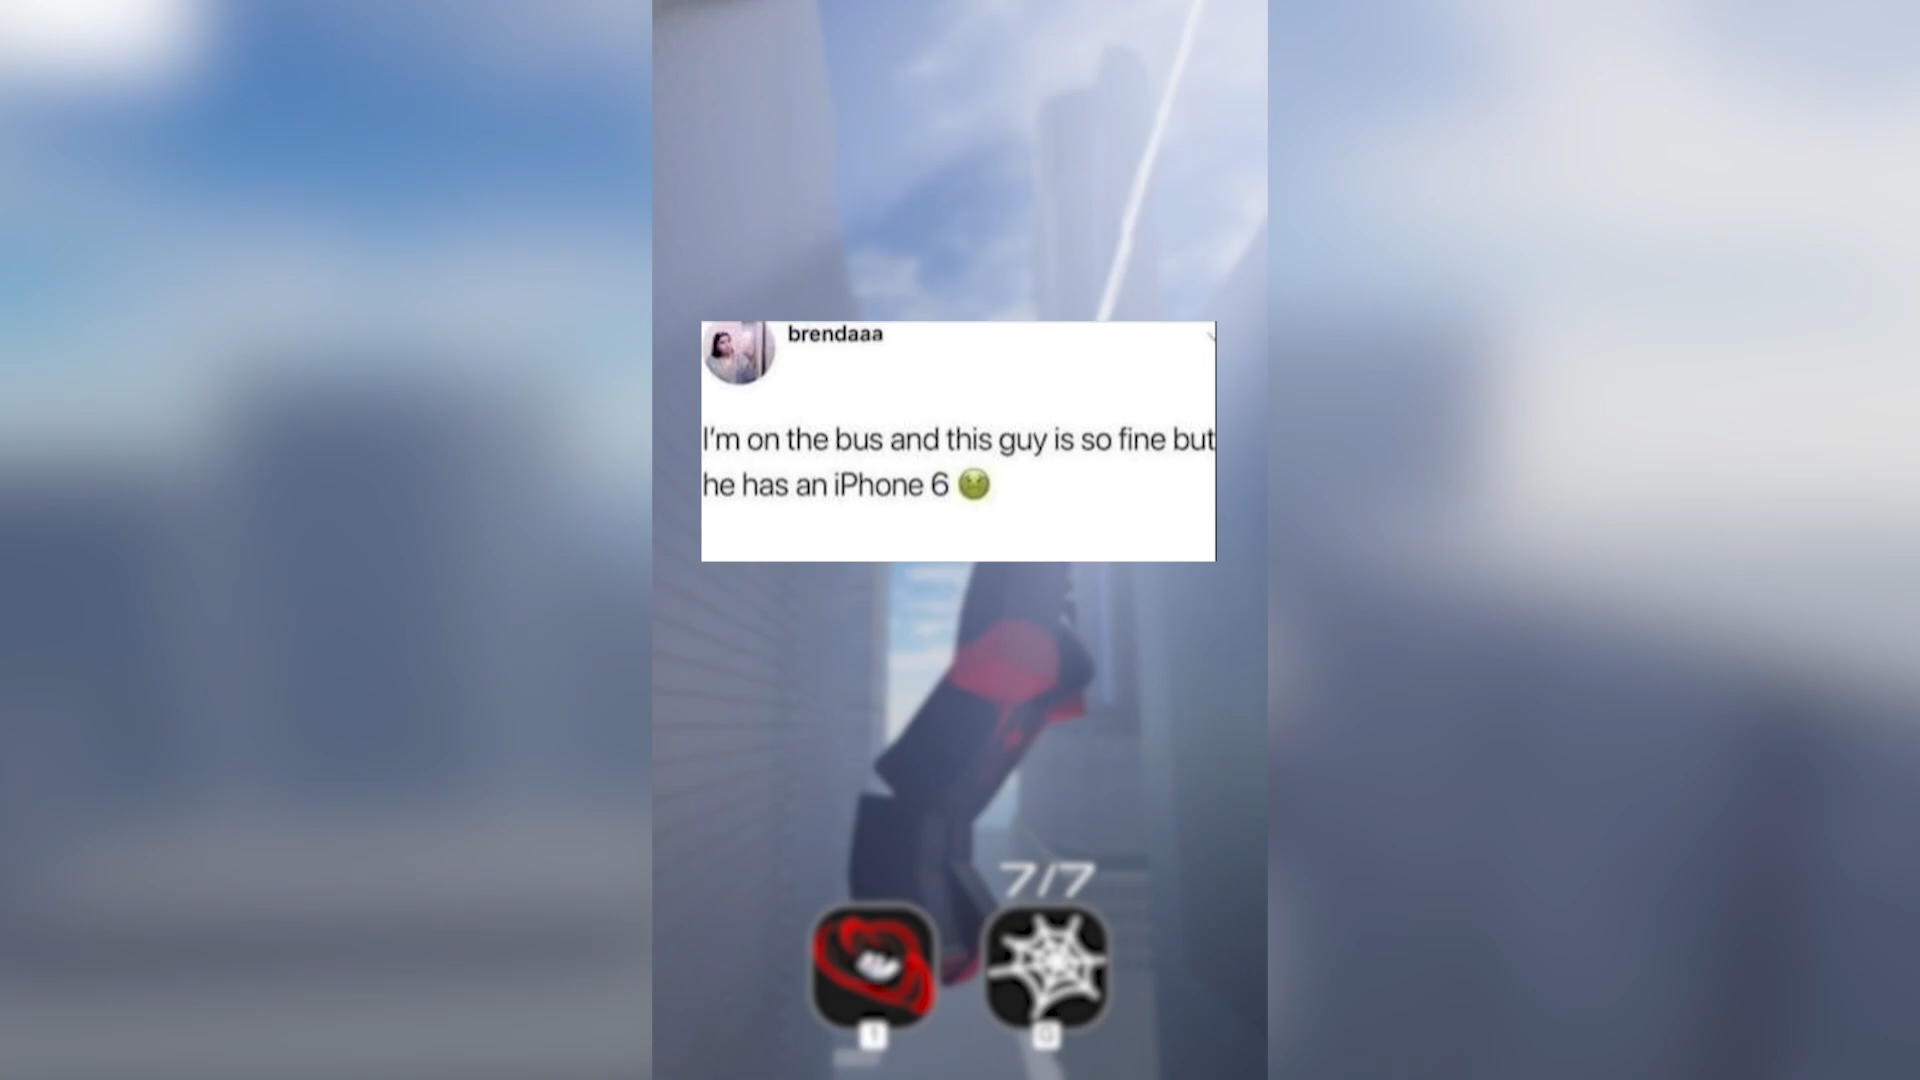 brendaaa
I'm on the bus and this guy is so fine but
he has an iPhone 6 🤢
7/7
G